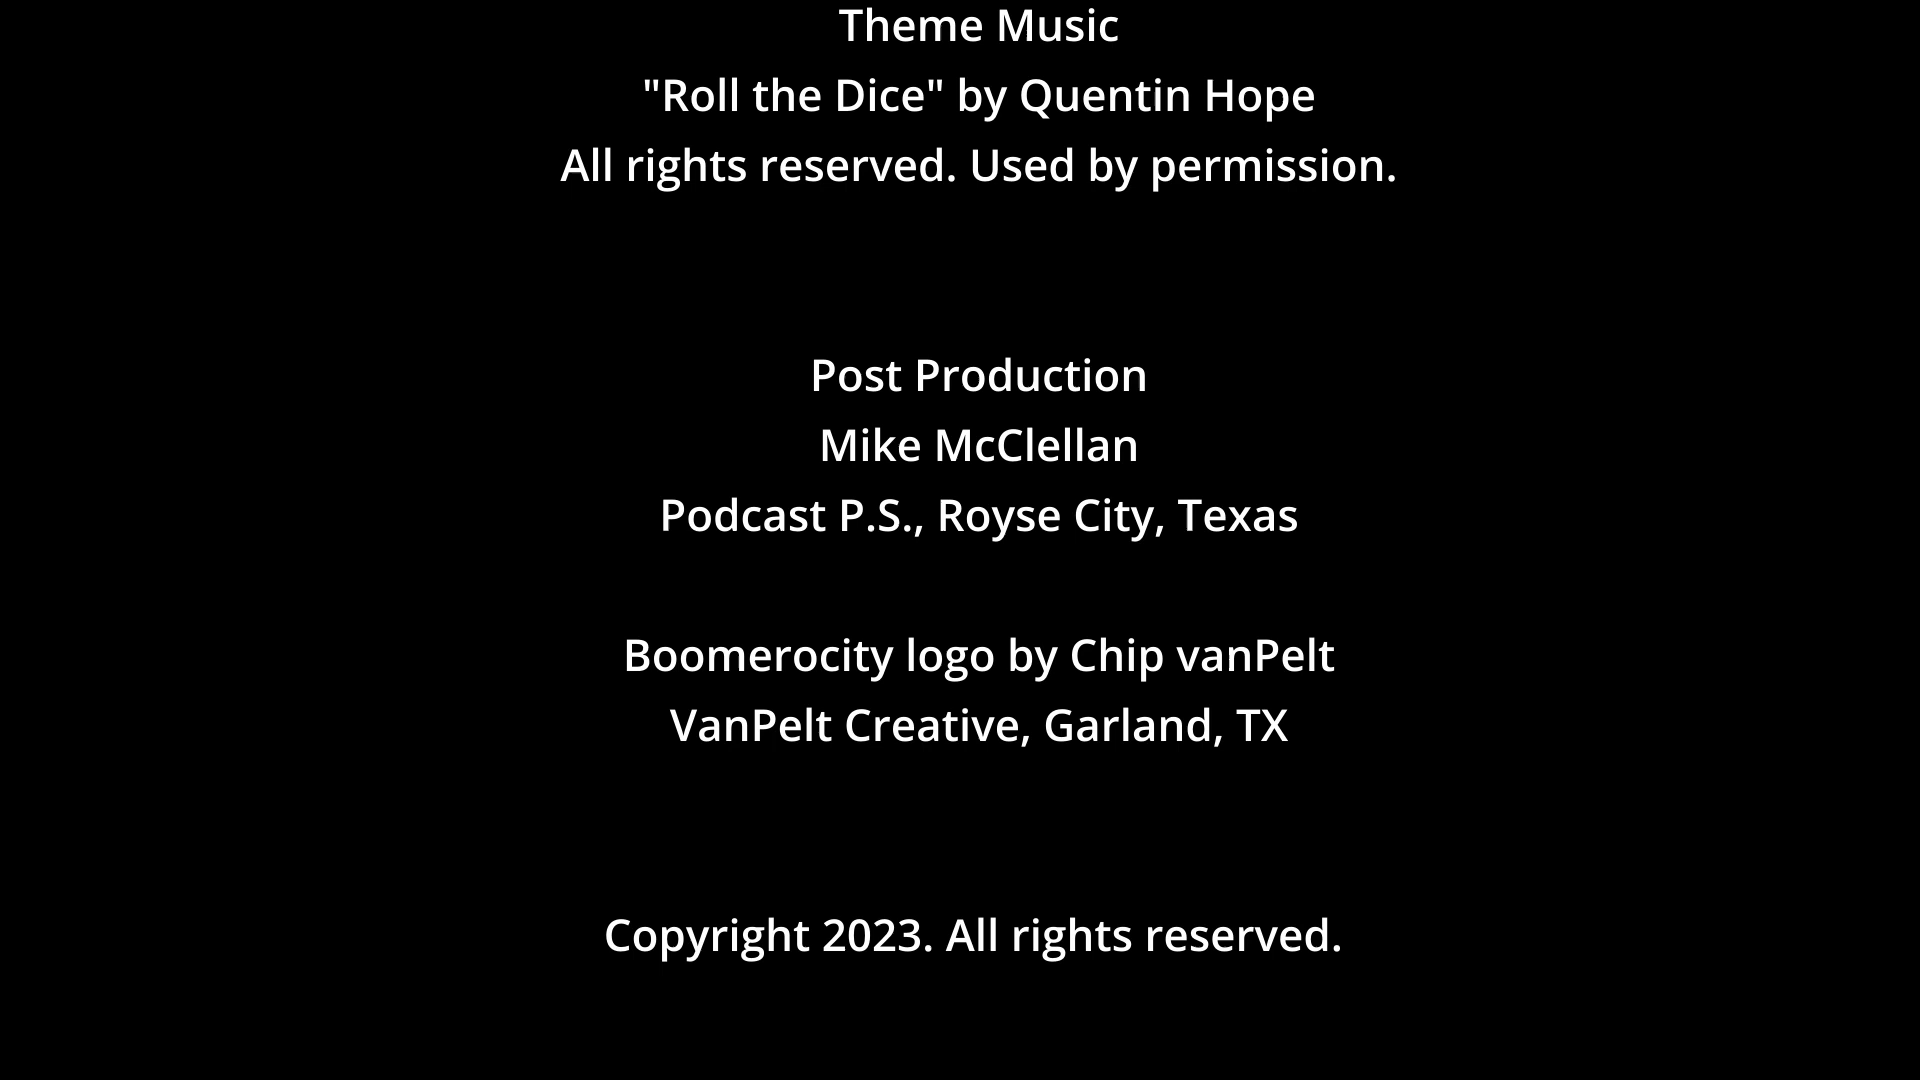 Theme Music
"Roll the Dice" by Quentin Hope
All rights reserved. Used by permission.
Post Production
Mike McClellan
Podcast P.S., Royse City, Texas
Boomerocity logo by Chip vanPelt
VanPelt Creative, Garland, TX
Copyright 2023. All rights reserved.